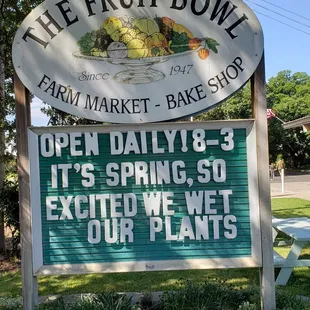 THE FRUIT BOWL
Since 1947
FARM MARKET - BAKE SHOP
OPEN DAILY! 8-3
IT'S SPRING, SO
EXCITED WE WET
OUR PLANTS